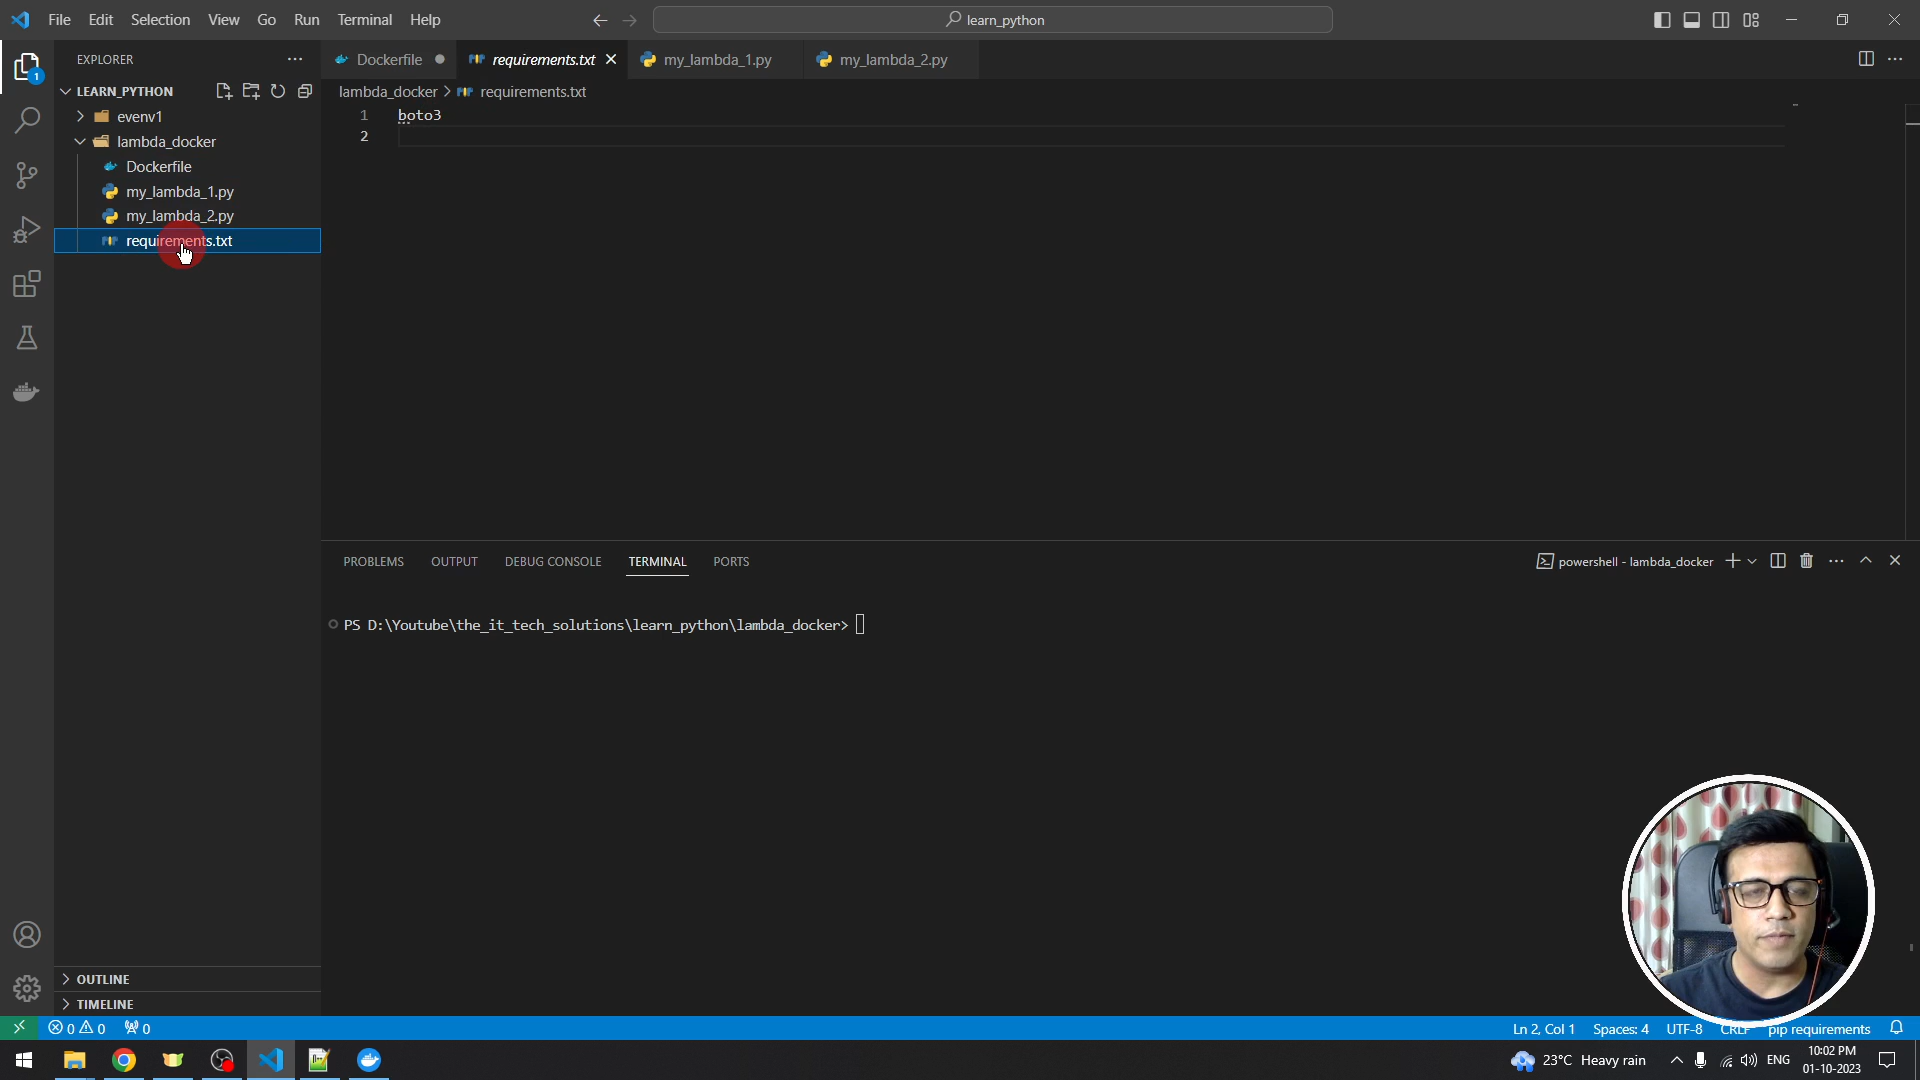 File Edit Selection View Go Run Terminal Help
learn_python
EXPLORER
LEARN_PYTHON
evenv1
lambda_docker
Dockerfile
my_lambda_1.py
my_lambda_2.py
requirements.txt
OUTLINE
TIMELINE
Dockerfile requirements.txt my_lambda_1.py my_lambda_2.py
lambda_docker > requirements.txt
1 boto3
2
PROBLEMS OUTPUT DEBUG CONSOLE TERMINAL PORTS
powershell - lambda_docker
PS D:\Youtube\the_it_tech_solutions\learn_python\lambda_docker>
0 0 0
Ln 2, Col 1 Spaces: 4 UTF-8 CRLF pip requirements
23°C Heavy rain
ENG
10:02 PM
01-10-2023
1